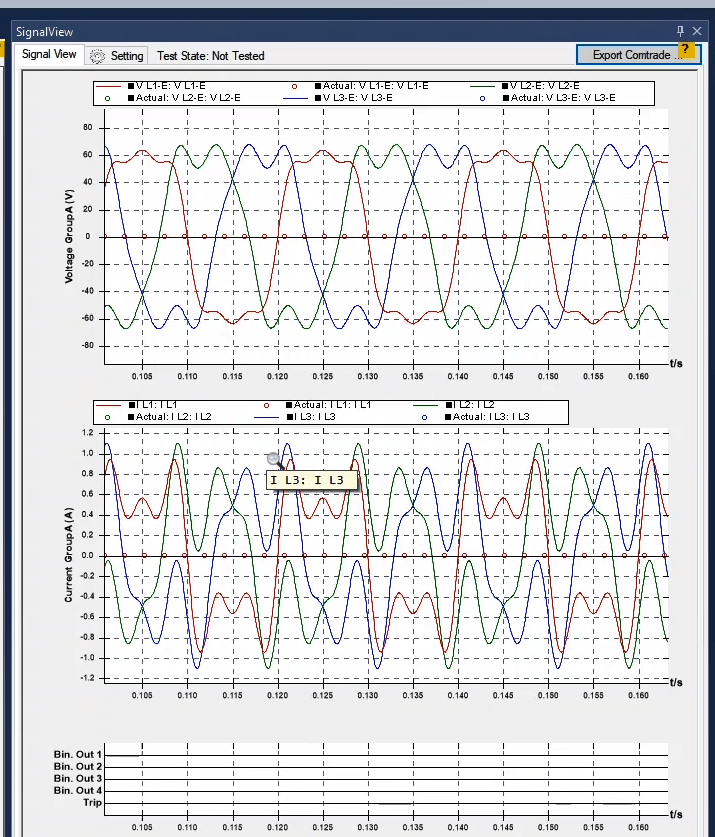 SignalView
Signal View Setting Test State: Not Tested Export Comtrade ... ?
V L1-E: V L1-E Actual: V L1-E: V L1-E V L2-E: V L2-E
Actual: V L2-E: V L2-E V L3-E: V L3-E Actual: V L3-E: V L3-E
Voltage GroupA (V)
80
60
40
20
0
-20
-40
-60
-80
t/s
0.105 0.110 0.115 0.120 0.125 0.130 0.135 0.140 0.145 0.150 0.155 0.160
I L1: I L1 Actual: I L1: I L1 I L2: I L2
Actual: I L2: I L2 I L3: I L3 Actual: I L3: I L3
Current GroupA (A)
1.2
1.0
0.8
0.6
0.4
0.2
0.0
-0.2
-0.4
-0.6
-0.8
-1.0
-1.2
I L3: I L3
t/s
0.105 0.110 0.115 0.120 0.125 0.130 0.135 0.140 0.145 0.150 0.155 0.160
Bin. Out 1
Bin. Out 2
Bin. Out 3
Bin. Out 4
Trip
t/s
0.105 0.110 0.115 0.120 0.125 0.130 0.135 0.140 0.145 0.150 0.155 0.160